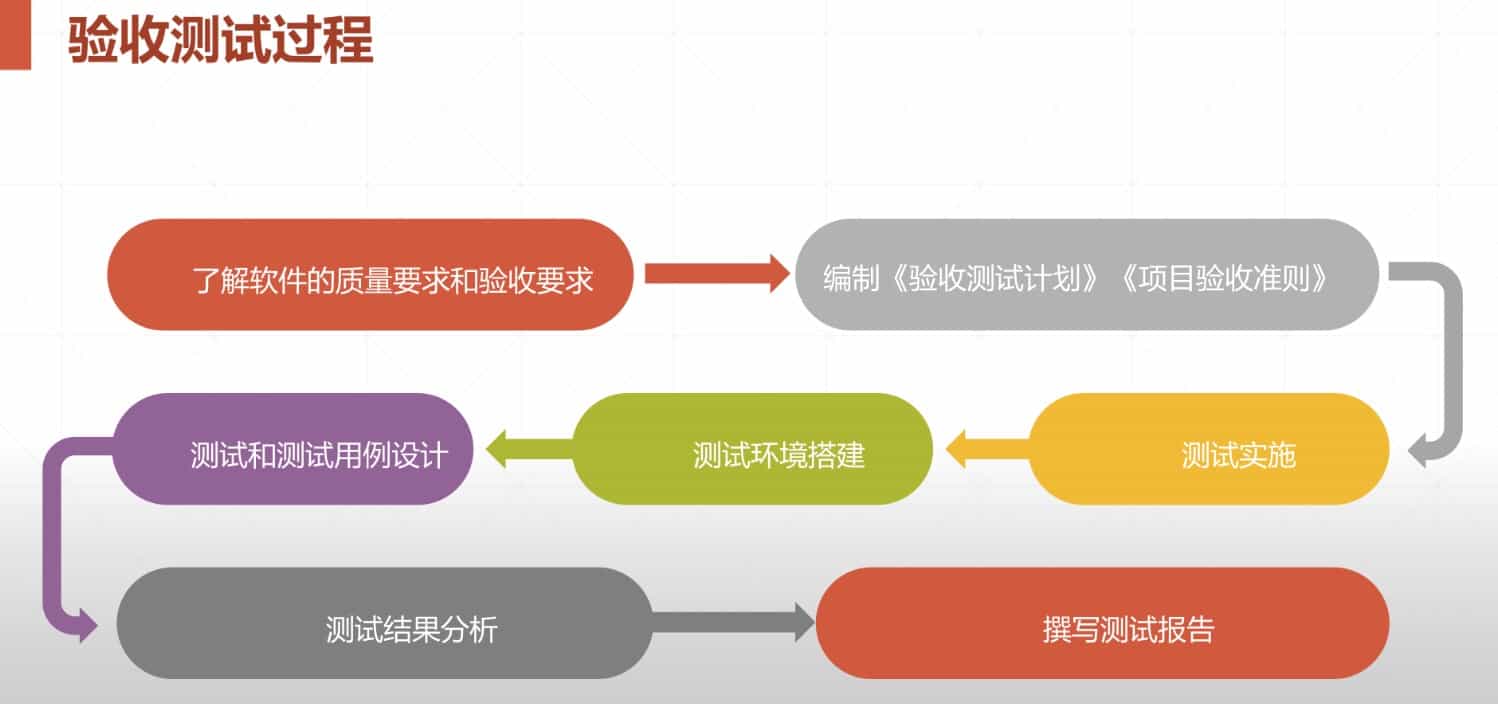 验收测试过程
了解软件的质量要求和验收要求
编制《验收测试计划》《项目验收准则》
测试实施
测试环境搭建
测试和测试用例设计
测试结果分析
撰写测试报告